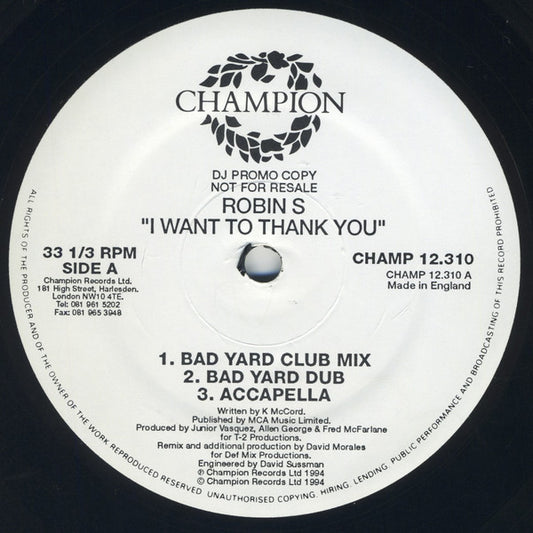 CHAMPION
DJ PROMO COPY
NOT FOR RESALE
ROBIN S
"I WANT TO THANK YOU"
33 1/3 RPM
SIDE A
Champion Records Ltd.
181 High Street, Harlesden.
London NW10 4TE.
Tel: 081 961 5202
Fax: 081 965 3948
CHAMP 12.310
CHAMP 12.310 A
Made in England
1. BAD YARD CLUB MIX
2. BAD YARD DUB
3. ACCAPELLA
Written by K McCord.
Published by MCA Music Limited.
Produced by Junior Vasquez, Allen George & Fred McFarlane
for T-2 Productions.
Remix and additional production by David Morales
for Def Mix Productions.
Engineered by David Sussman
℗ Champion Records Ltd 1994
© Champion Records Ltd 1994
ALL RIGHTS OF THE PRODUCER AND OF THE OWNER OF THE WORK REPRODUCED RESERVED. UNAUTHORISED COPYING, HIRING, LENDING, PUBLIC PERFORMANCE AND BROADCASTING OF THIS RECORD PROHIBITED